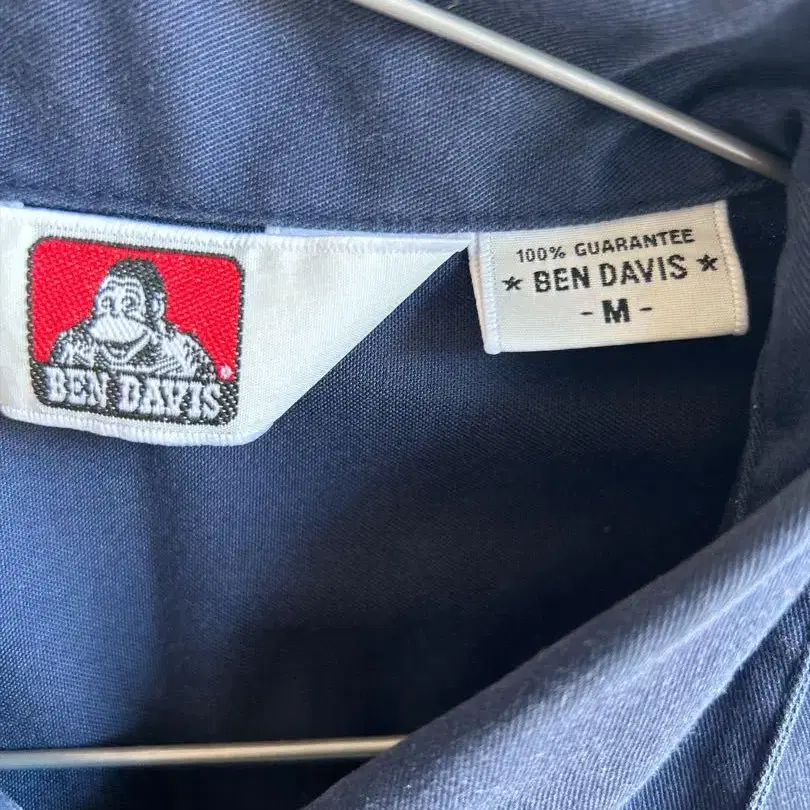 BEN DAVIS
®
100% GUARANTEE
★ BEN DAVIS ★
- M -